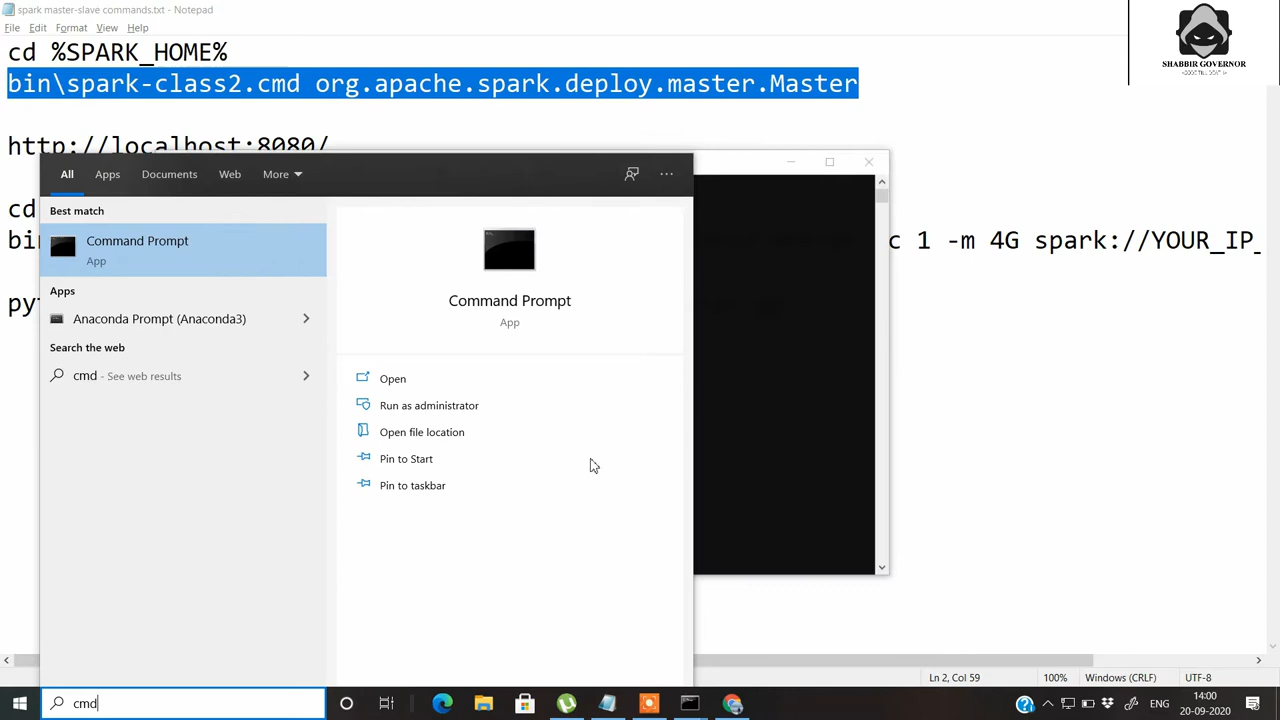 spark master-slave commands.txt - Notepad
File Edit Format View Help
cd %SPARK_HOME%
bin\spark-class2.cmd org.apache.spark.deploy.master.Master
http://localhost:8080/
cd
c 1 -m 4G spark://YOUR_IP_
SHABBIR GOVERNOR
All Apps Documents Web More
Best match
Command Prompt
App
Apps
Anaconda Prompt (Anaconda3)
Search the web
cmd - See web results
Command Prompt
App
Open
Run as administrator
Open file location
Pin to Start
Pin to taskbar
Ln 2, Col 59 100% Windows (CRLF) UTF-8
cmd
ENG
14:00
20-09-2020